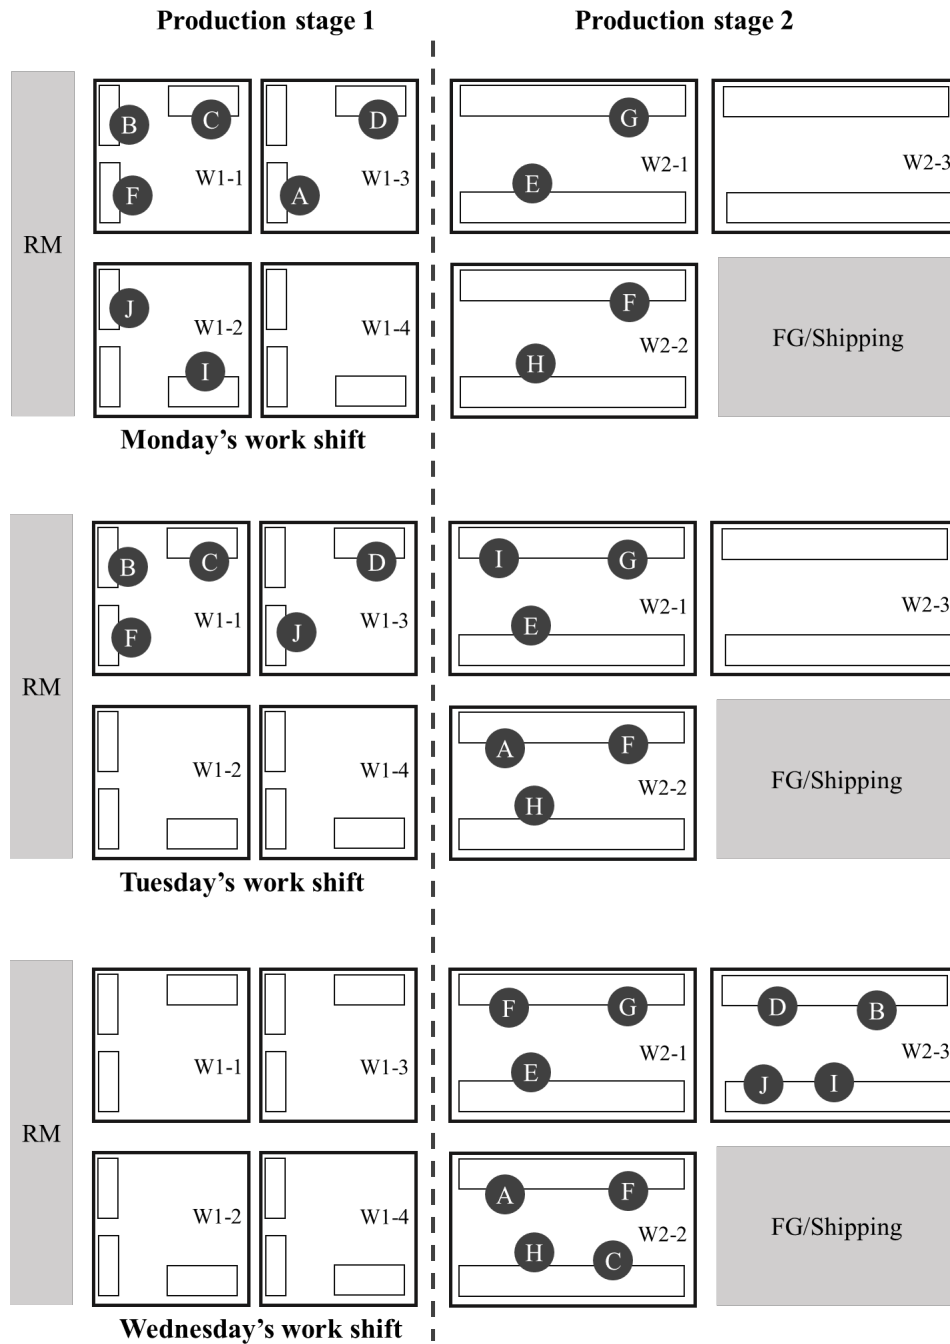 Production stage 1
Production stage 2
RM
B
C
F
W1-1
D
A
W1-3
G
E
W2-1
W2-3
J
I
W1-2
W1-4
F
H
W2-2
FG/Shipping
Monday's work shift
RM
B
C
F
W1-1
D
J
W1-3
I
G
E
W2-1
W2-3
W1-2
W1-4
A
F
H
W2-2
FG/Shipping
Tuesday's work shift
RM
W1-1
W1-3
F
G
E
W2-1
D
B
J
I
W2-3
W1-2
W1-4
A
F
H
C
W2-2
FG/Shipping
Wednesday's work shift